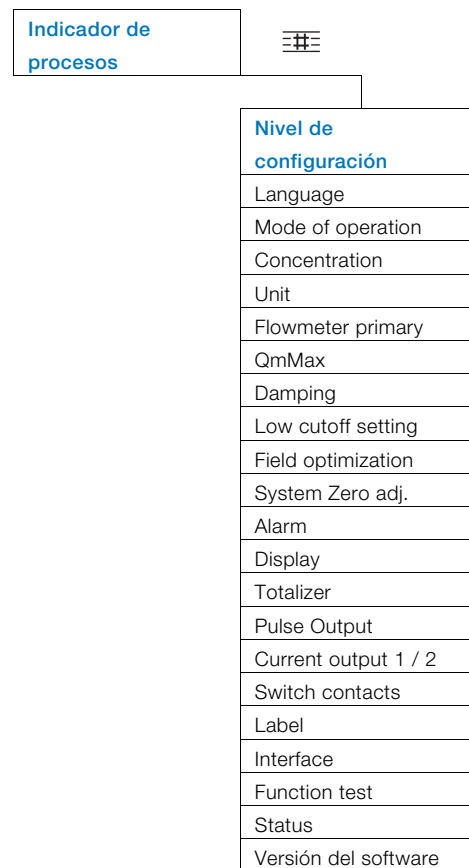 Indicador de
procesos
Nivel de
configuración
Language
Mode of operation
Concentration
Unit
Flowmeter primary
QmMax
Damping
Low cutoff setting
Field optimization
System Zero adj.
Alarm
Display
Totalizer
Pulse Output
Current output 1 / 2
Switch contacts
Label
Interface
Function test
Status
Versión del software